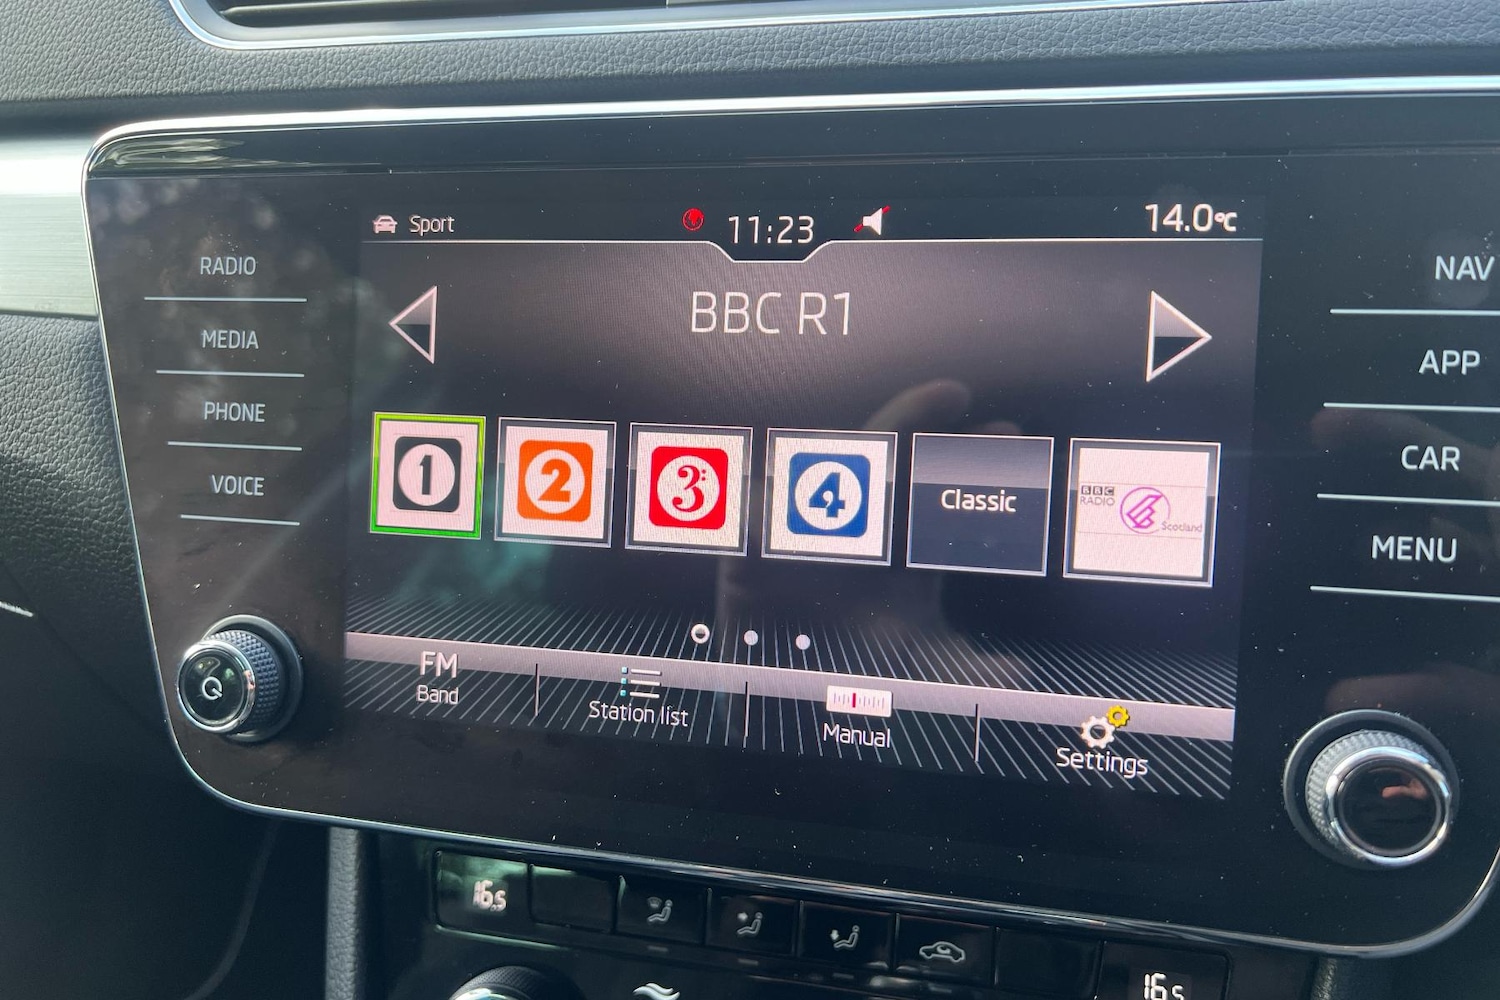 Sport
11:23
14.0°C
RADIO
MEDIA
PHONE
VOICE
BBC R1
NAV
APP
CAR
MENU
1
2
3:
4
Classic
BBC
RADIO
Scotland
FM
Band
Station list
Manual
Settings
16.5
16.5